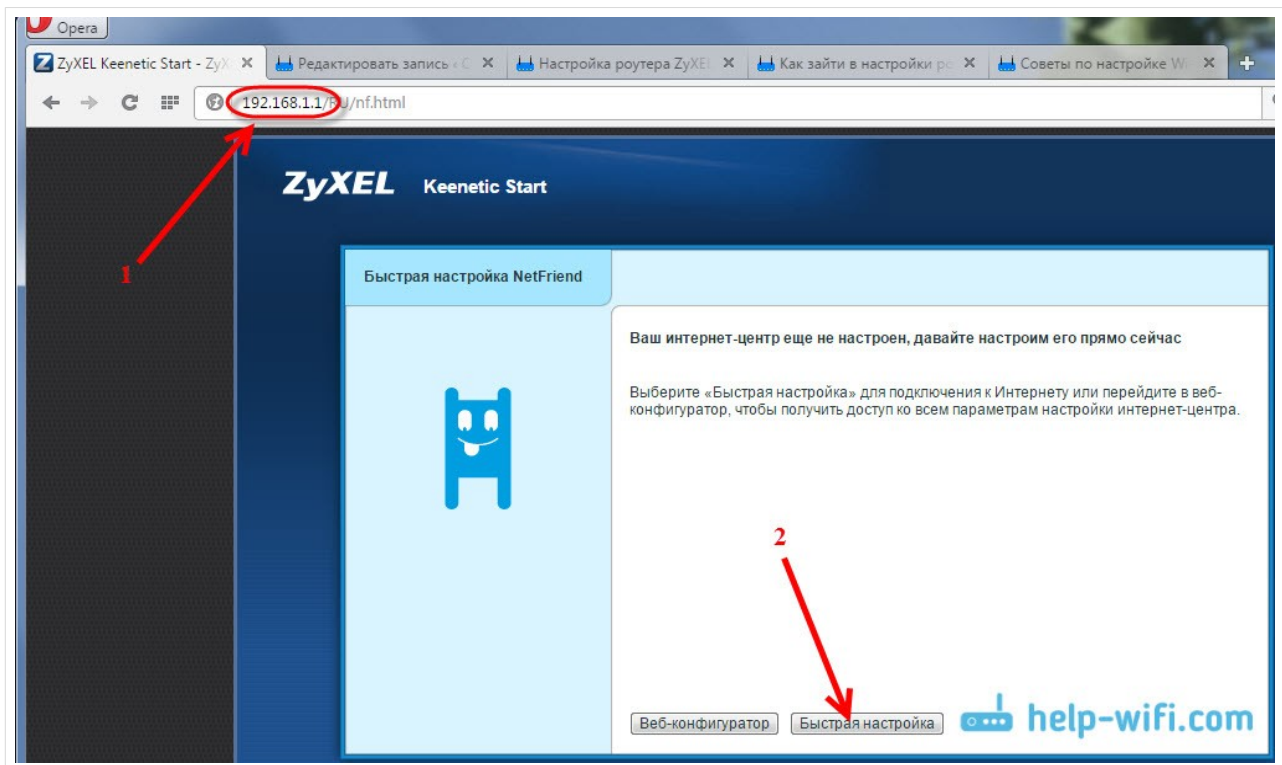 Opera
ZyXEL Keenetic Start - ZyX
Редактировать запись ‹ С
Настройка роутера ZyXE
Как зайти в настройки ро
Советы по настройке Wi
192.168.1.1/RU/nf.html
ZyXEL Keenetic Start
1
Быстрая настройка NetFriend
Ваш интернет-центр еще не настроен, давайте настроим его прямо сейчас
Выберите «Быстрая настройка» для подключения к Интернету или перейдите в веб-
конфигуратор, чтобы получить доступ ко всем параметрам настройки интернет-центра.
2
Веб-конфигуратор
Быстрая настройка
help-wifi.com